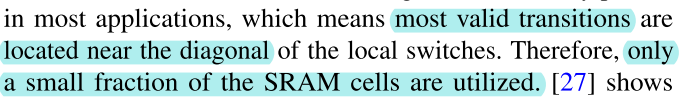 in most applications, which means most valid transitions are
located near the diagonal of the local switches. Therefore, only
a small fraction of the SRAM cells are utilized. [27] shows